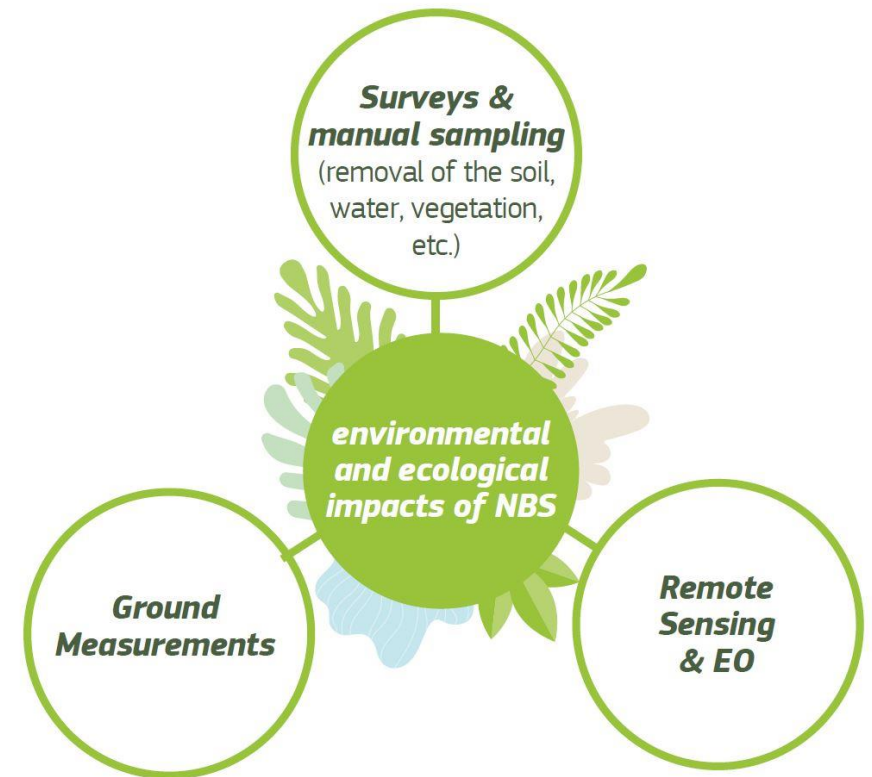 Surveys &
manual sampling
(removal of the soil,
water, vegetation,
etc.)
environmental
and ecological
impacts of NBS
Ground
Measurements
Remote
Sensing
& EO